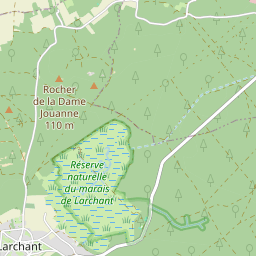 Rocher
de la Dame
Jouanne
110 m
Réserve
naturelle
du marais
de Larchant
Larchant